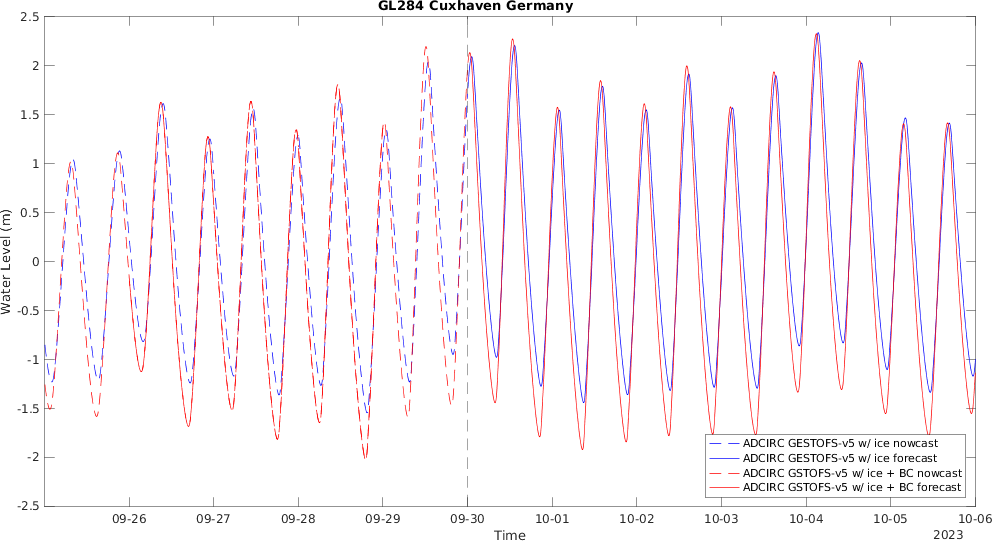 GL284 Cuxhaven Germany
2.5
2
1.5
1
0.5
0
-0.5
-1
-1.5
-2
-2.5
Water Level (m)
ADCIRC GESTOFS-v5 w/ ice nowcast
ADCIRC GESTOFS-v5 w/ ice forecast
ADCIRC GSTOFS-v5 w/ ice + BC nowcast
ADCIRC GSTOFS-v5 w/ ice + BC forecast
09-26 09-27 09-28 09-29 09-30 10-01 10-02 10-03 10-04 10-05 10-06
Time
2023